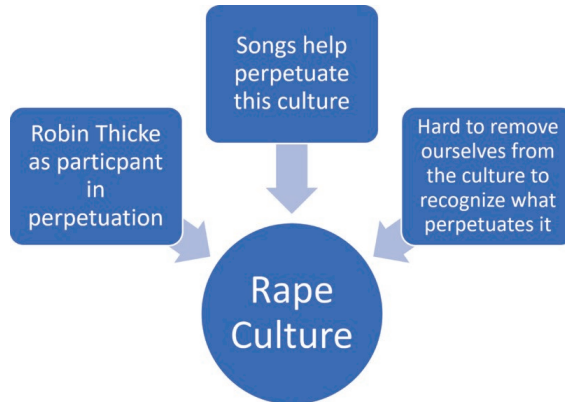 Songs help
perpetuate
this culture
Robin Thicke
as particpant
in
perpetuation
Hard to remove
ourselves from
the culture to
recognize what
perpetuates it
Rape
Culture